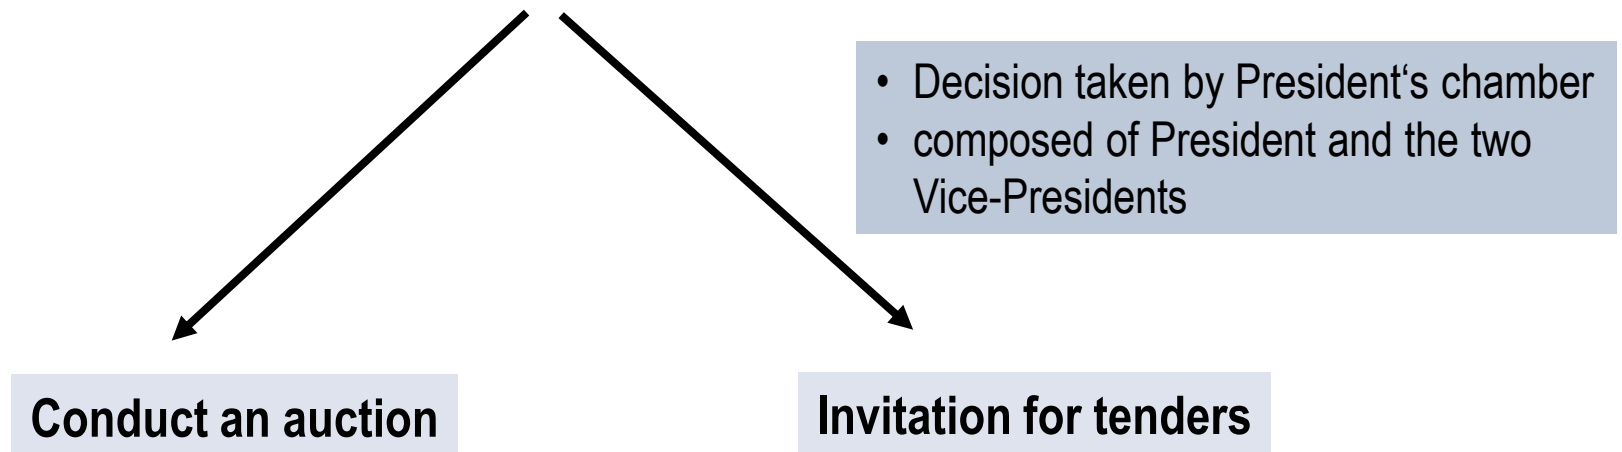 • Decision taken by President‘s chamber
• composed of President and the two
Vice-Presidents
Conduct an auction
Invitation for tenders